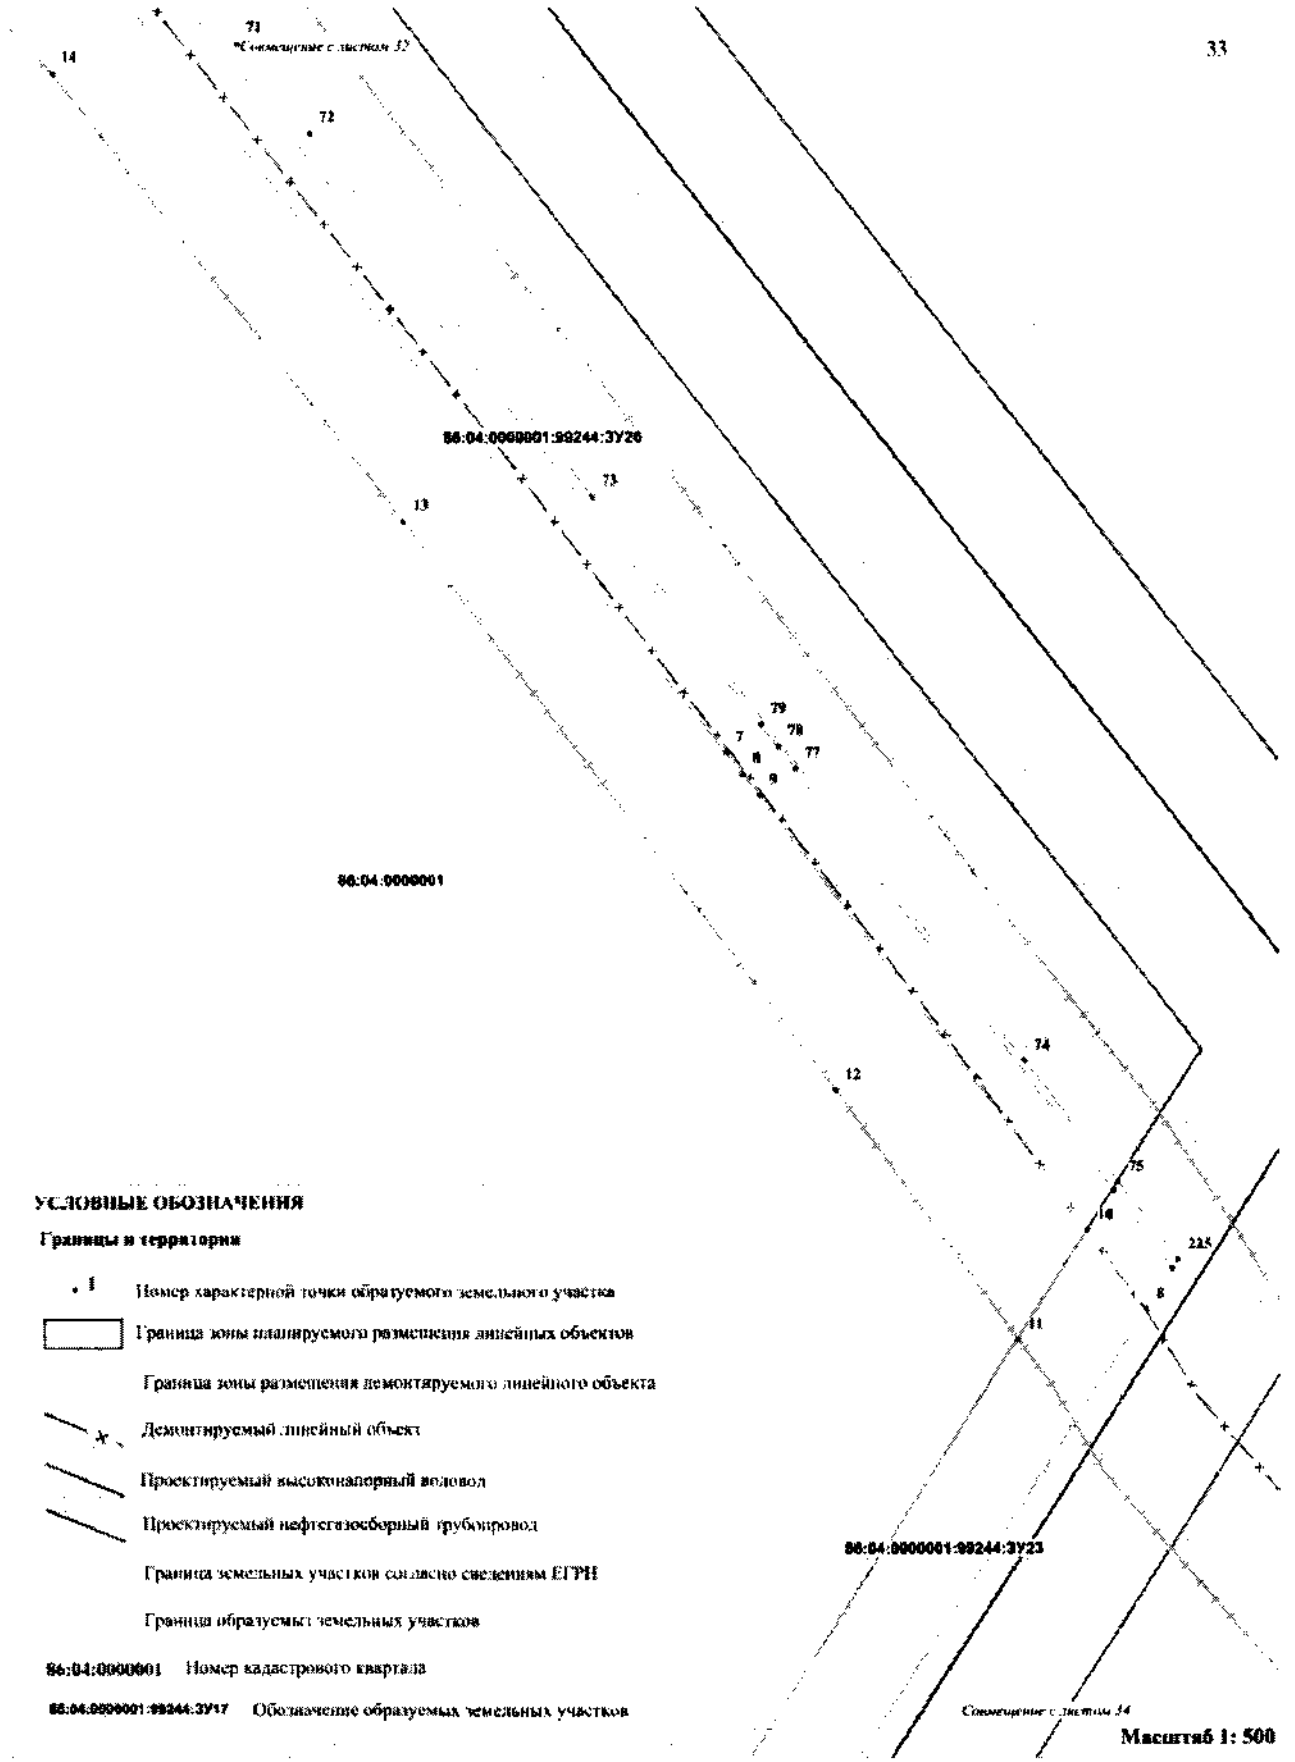 33
71
*Совмещение с листом 32
14
72
86:04:0000001:99244:ЗУ26
73
13
79
78
7
77
8
9
86:04:0000001
74
12
75
10
225
8
11
УСЛОВНЫЕ ОБОЗНАЧЕНИЯ
Границы и территории
1 Номер характерной точки образуемого земельного участка
Граница зоны планируемого размещения линейных объектов
Граница зоны размещения демонтируемого линейного объекта
Демонтируемый линейный объект
Проектируемый высоконапорный водовод
Проектируемый нефтегазосборный трубопровод
86:04:0000001:99244:ЗУ23
Граница земельных участков согласно сведениям ЕГРН
Граница образуемых земельных участков
86:04:0000001 Номер кадастрового квартала
86:04:0000001:99244:ЗУ17 Обозначение образуемых земельных участков
Совмещение с листом 34
Масштаб 1: 500